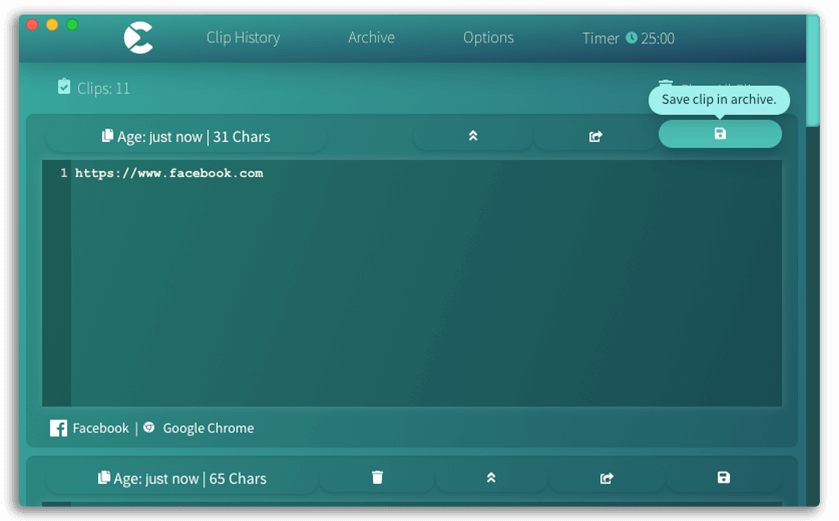 Clip History Archive Options Timer 25:00
Clips: 11
Save clip in archive.
Age: just now | 31 Chars
1 https://www.facebook.com
Facebook | Google Chrome
Age: just now | 65 Chars